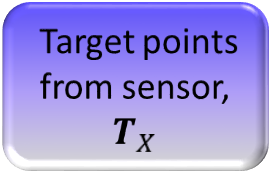 Target points
from sensor,
T_X